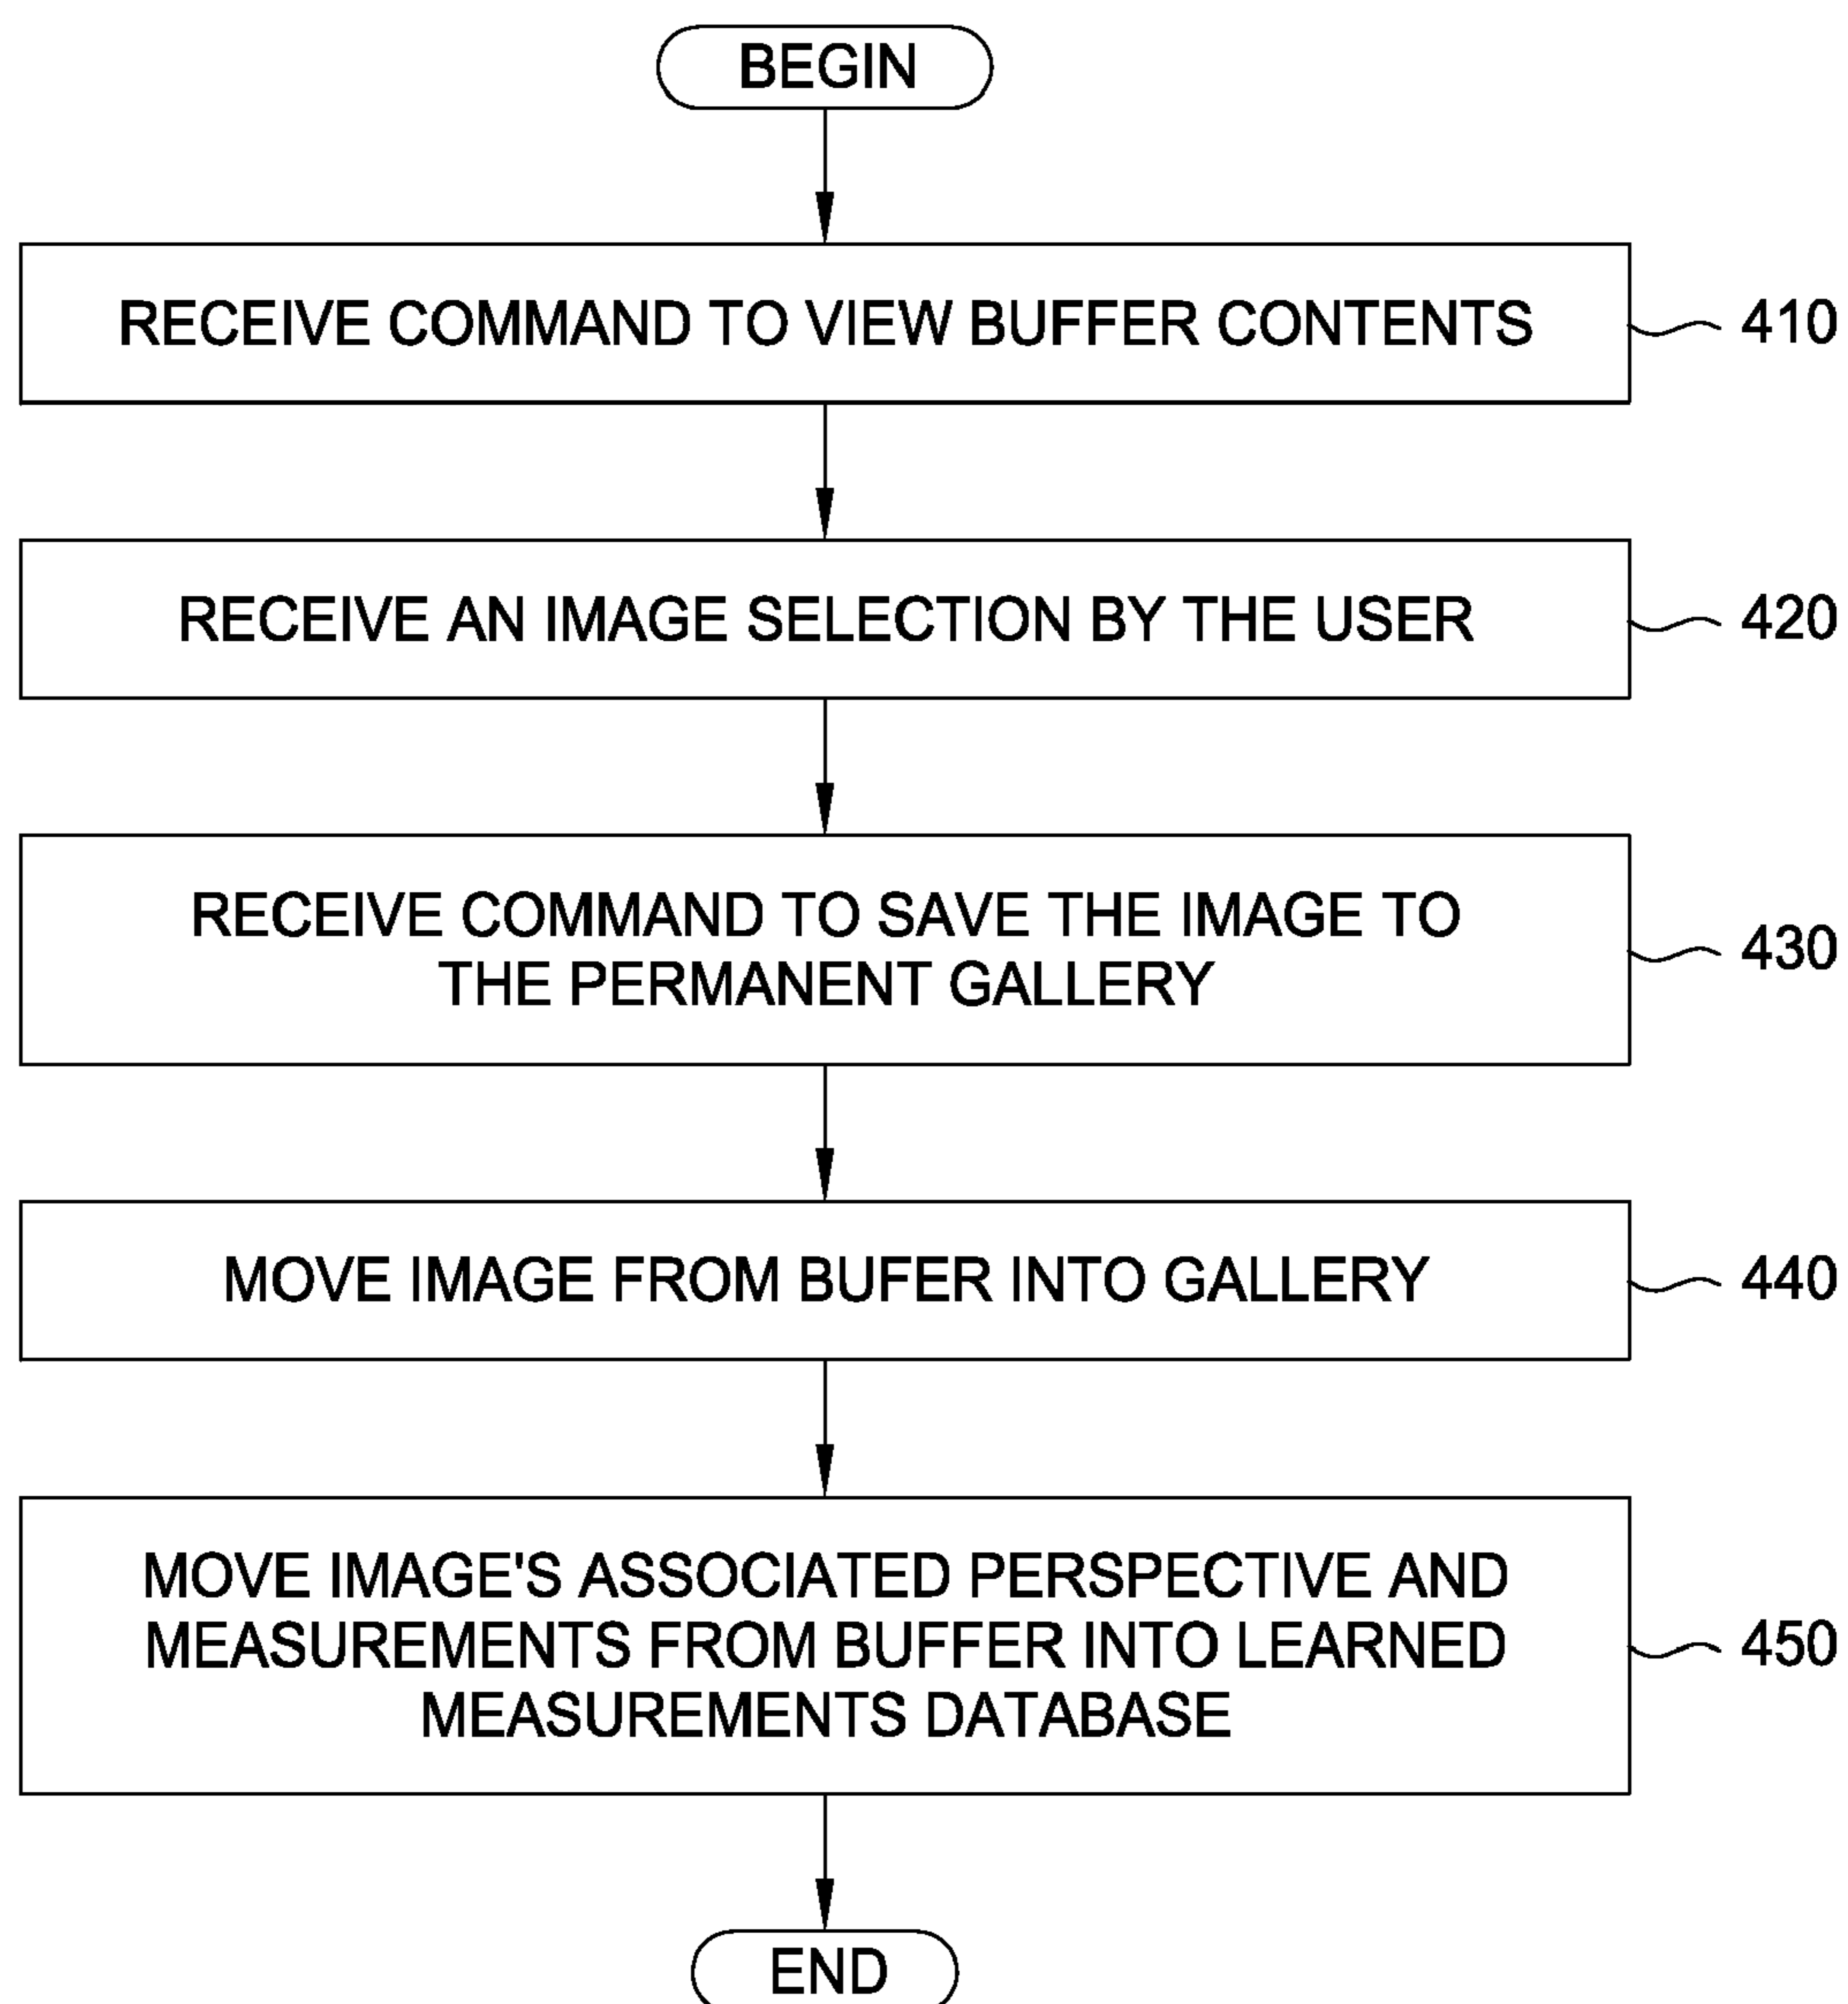 BEGIN
RECEIVE COMMAND TO VIEW BUFFER CONTENTS
410
RECEIVE AN IMAGE SELECTION BY THE USER
420
RECEIVE COMMAND TO SAVE THE IMAGE TO
THE PERMANENT GALLERY
430
MOVE IMAGE FROM BUFER INTO GALLERY
440
MOVE IMAGE'S ASSOCIATED PERSPECTIVE AND
MEASUREMENTS FROM BUFFER INTO LEARNED
MEASUREMENTS DATABASE
450
END